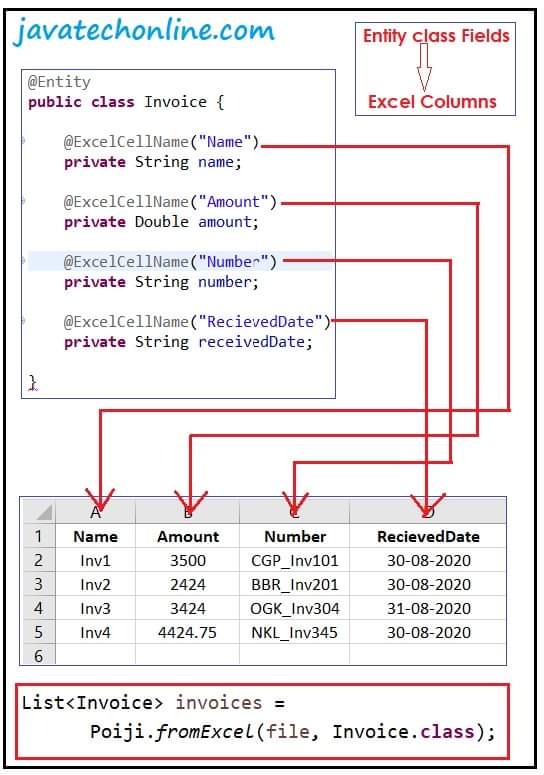 javatechonline.com
Entity class Fields
Excel Columns
@Entity
public class Invoice {
@ExcelCellName("Name")
private String name;
@ExcelCellName("Amount")
private Double amount;
@ExcelCellName("Number")
private String number;
@ExcelCellName("RecievedDate")
private String receivedDate;
}
A B C D
1 Name Amount Number RecievedDate
2 Inv1 3500 CGP_Inv101 30-08-2020
3 Inv2 2424 BBR_Inv201 30-08-2020
4 Inv3 3424 OGK_Inv304 31-08-2020
5 Inv4 4424.75 NKL_Inv345 30-08-2020
6
List<Invoice> invoices =
Poiji.fromExcel(file, Invoice.class);